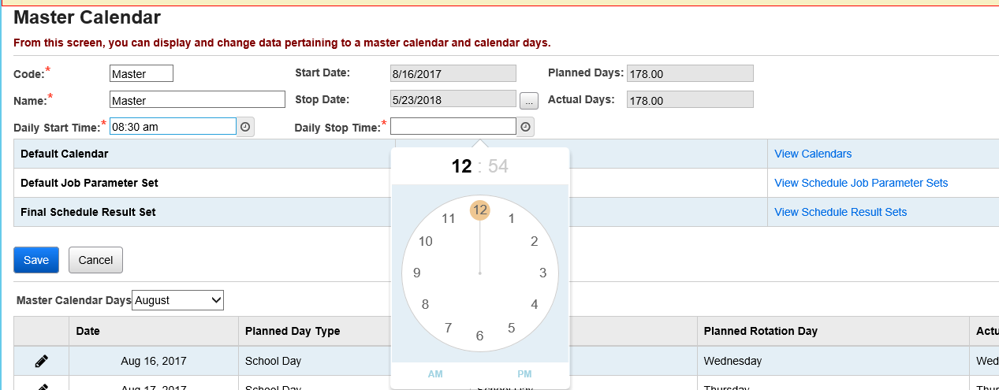 Master Calendar
From this screen, you can display and change data pertaining to a master calendar and calendar days.
Code:* Master Start Date: 8/16/2017 Planned Days: 178.00
Name:* Master Stop Date: 5/23/2018 ... Actual Days: 178.00
Daily Start Time:* 08:30 am Daily Stop Time:*
Default Calendar View Calendars
Default Job Parameter Set View Schedule Job Parameter Sets
Final Schedule Result Set View Schedule Result Sets
12 : 54
12
1
2
3
4
5
6
7
8
9
10
11
AM PM
Save Cancel
Master Calendar Days August
Date Planned Day Type Planned Rotation Day Actu
Aug 16, 2017 School Day Wednesday Wed
Aug 17, 2017 School Day School Day Thursday Thur